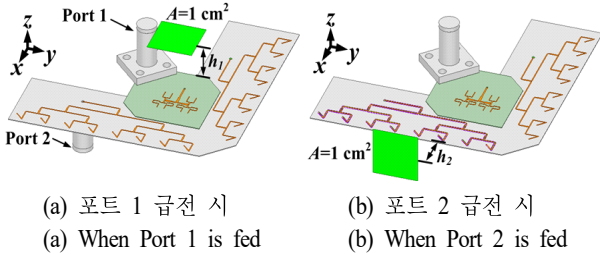 Port 1
A=1 cm²
z
y
x
h₁
Port 2
(a) 포트 1 급전 시
(a) When Port 1 is fed
z
y
x
A=1 cm²
h₂
(b) 포트 2 급전 시
(b) When Port 2 is fed